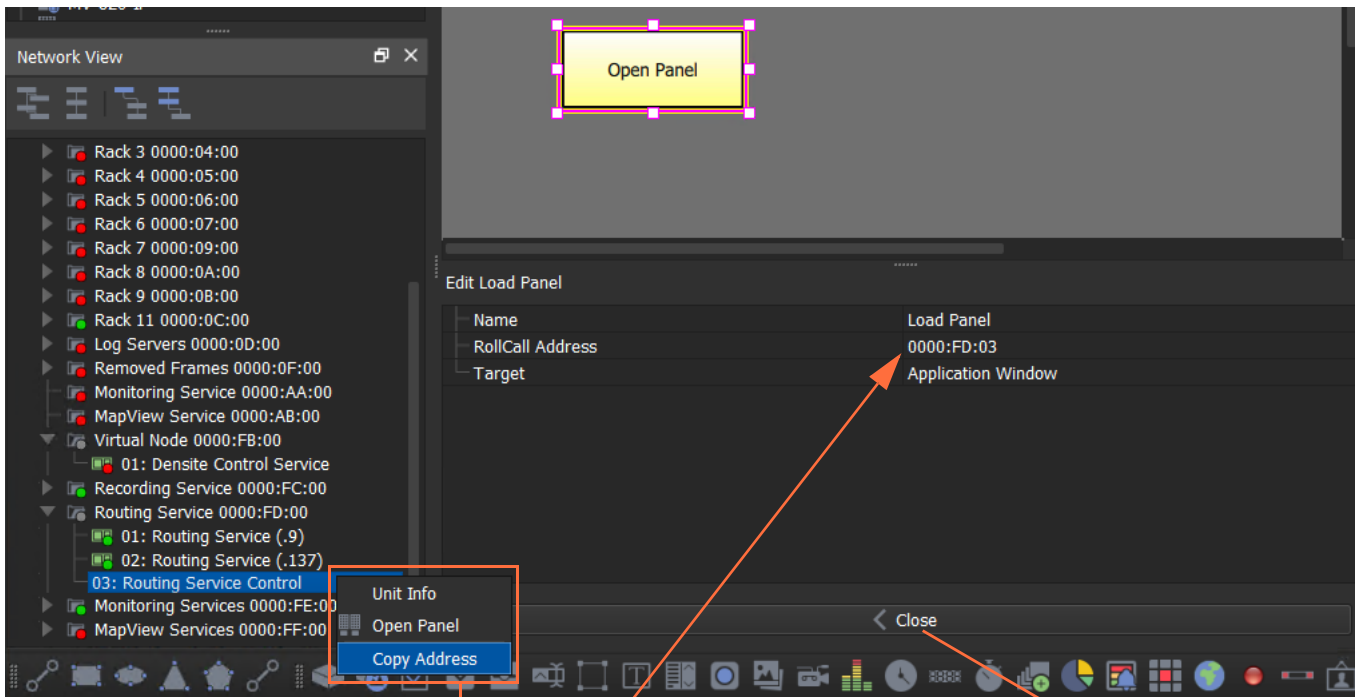 Network View
Rack 3 0000:04:00
Rack 4 0000:05:00
Rack 5 0000:06:00
Rack 6 0000:07:00
Rack 7 0000:09:00
Rack 8 0000:0A:00
Rack 9 0000:0B:00
Rack 11 0000:0C:00
Log Servers 0000:0D:00
Removed Frames 0000:0F:00
Monitoring Service 0000:AA:00
MapView Service 0000:AB:00
Virtual Node 0000:FB:00
01: Densite Control Service
Recording Service 0000:FC:00
Routing Service 0000:FD:00
01: Routing Service (.9)
02: Routing Service (.137)
03: Routing Service Control
Monitoring Services 0000:FE:00
MapView Services 0000:FF:00
Unit Info
Open Panel
Copy Address
Open Panel
Edit Load Panel
Name Load Panel
RollCall Address 0000:FD:03
Target Application Window
Close